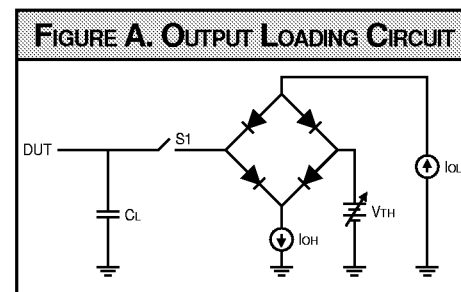 FIGURE A. OUTPUT LOADING CIRCUIT
DUT
S1
IOL
CL
VTH
IOH